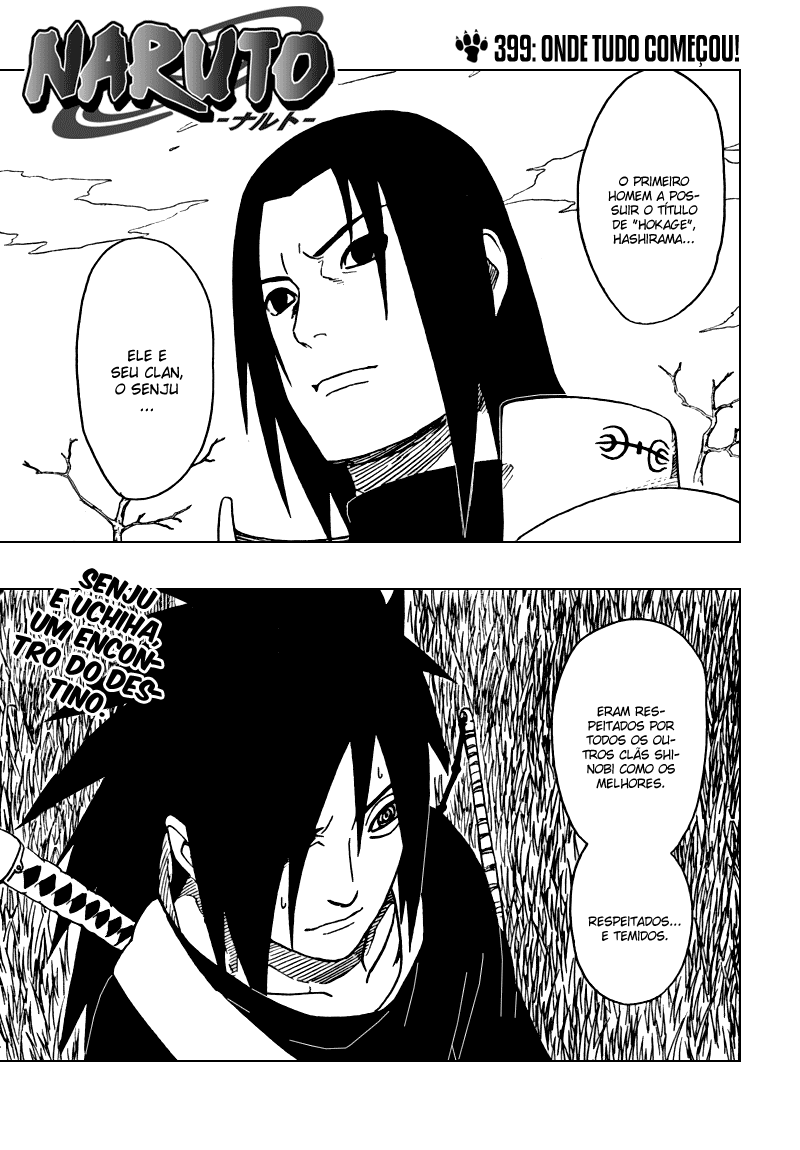 NARUTO
-ナルト-
399: ONDE TUDO COMEÇOU!
O PRIMEIRO
HOMEM A POS-
SUIR O TÍTULO
DE "HOKAGE",
HASHIRAMA...
ELE E
SEU CLAN,
O SENJU
...
SENJU
E UCHIHA,
UM ENCON-
TRO DO DES-
TINO.
ERAM RES-
PEITADOS POR
TODOS OS OU-
TROS CLÃS SHI-
NOBI COMO OS
MELHORES.
RESPEITADOS...
E TEMIDOS.